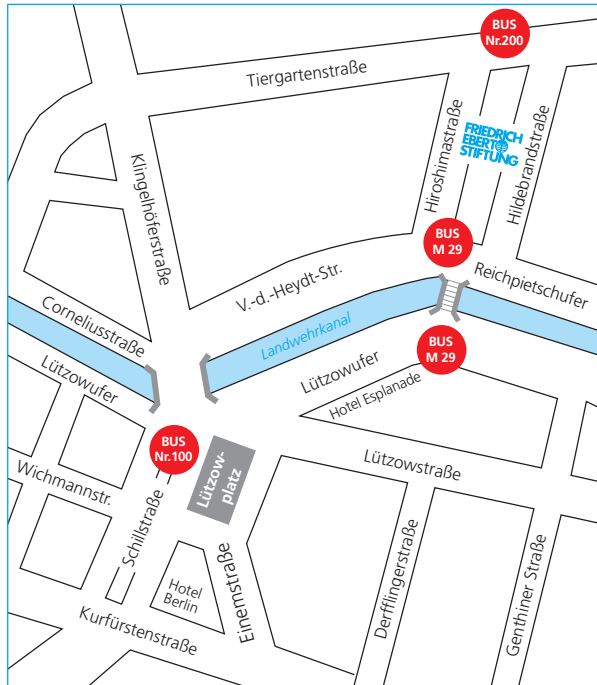 BUS
Nr.200
Tiergartenstraße
FRIEDRICH
EBERT
STIFTUNG
Hiroshimastraße
Hildebrandstraße
Klingelhöferstraße
BUS
M 29
Reichpietschufer
V.-d.-Heydt-Str.
Corneliusstraße
Landwehrkanal
BUS
M 29
Lützowufer
Lützowufer
Hotel Esplanade
BUS
Nr.100
Lützow-
platz
Lützowstraße
Wichmannstr.
Schillstraße
Hotel
Berlin
Einemstraße
Derfflingerstraße
Genthiner Straße
Kurfürstenstraße